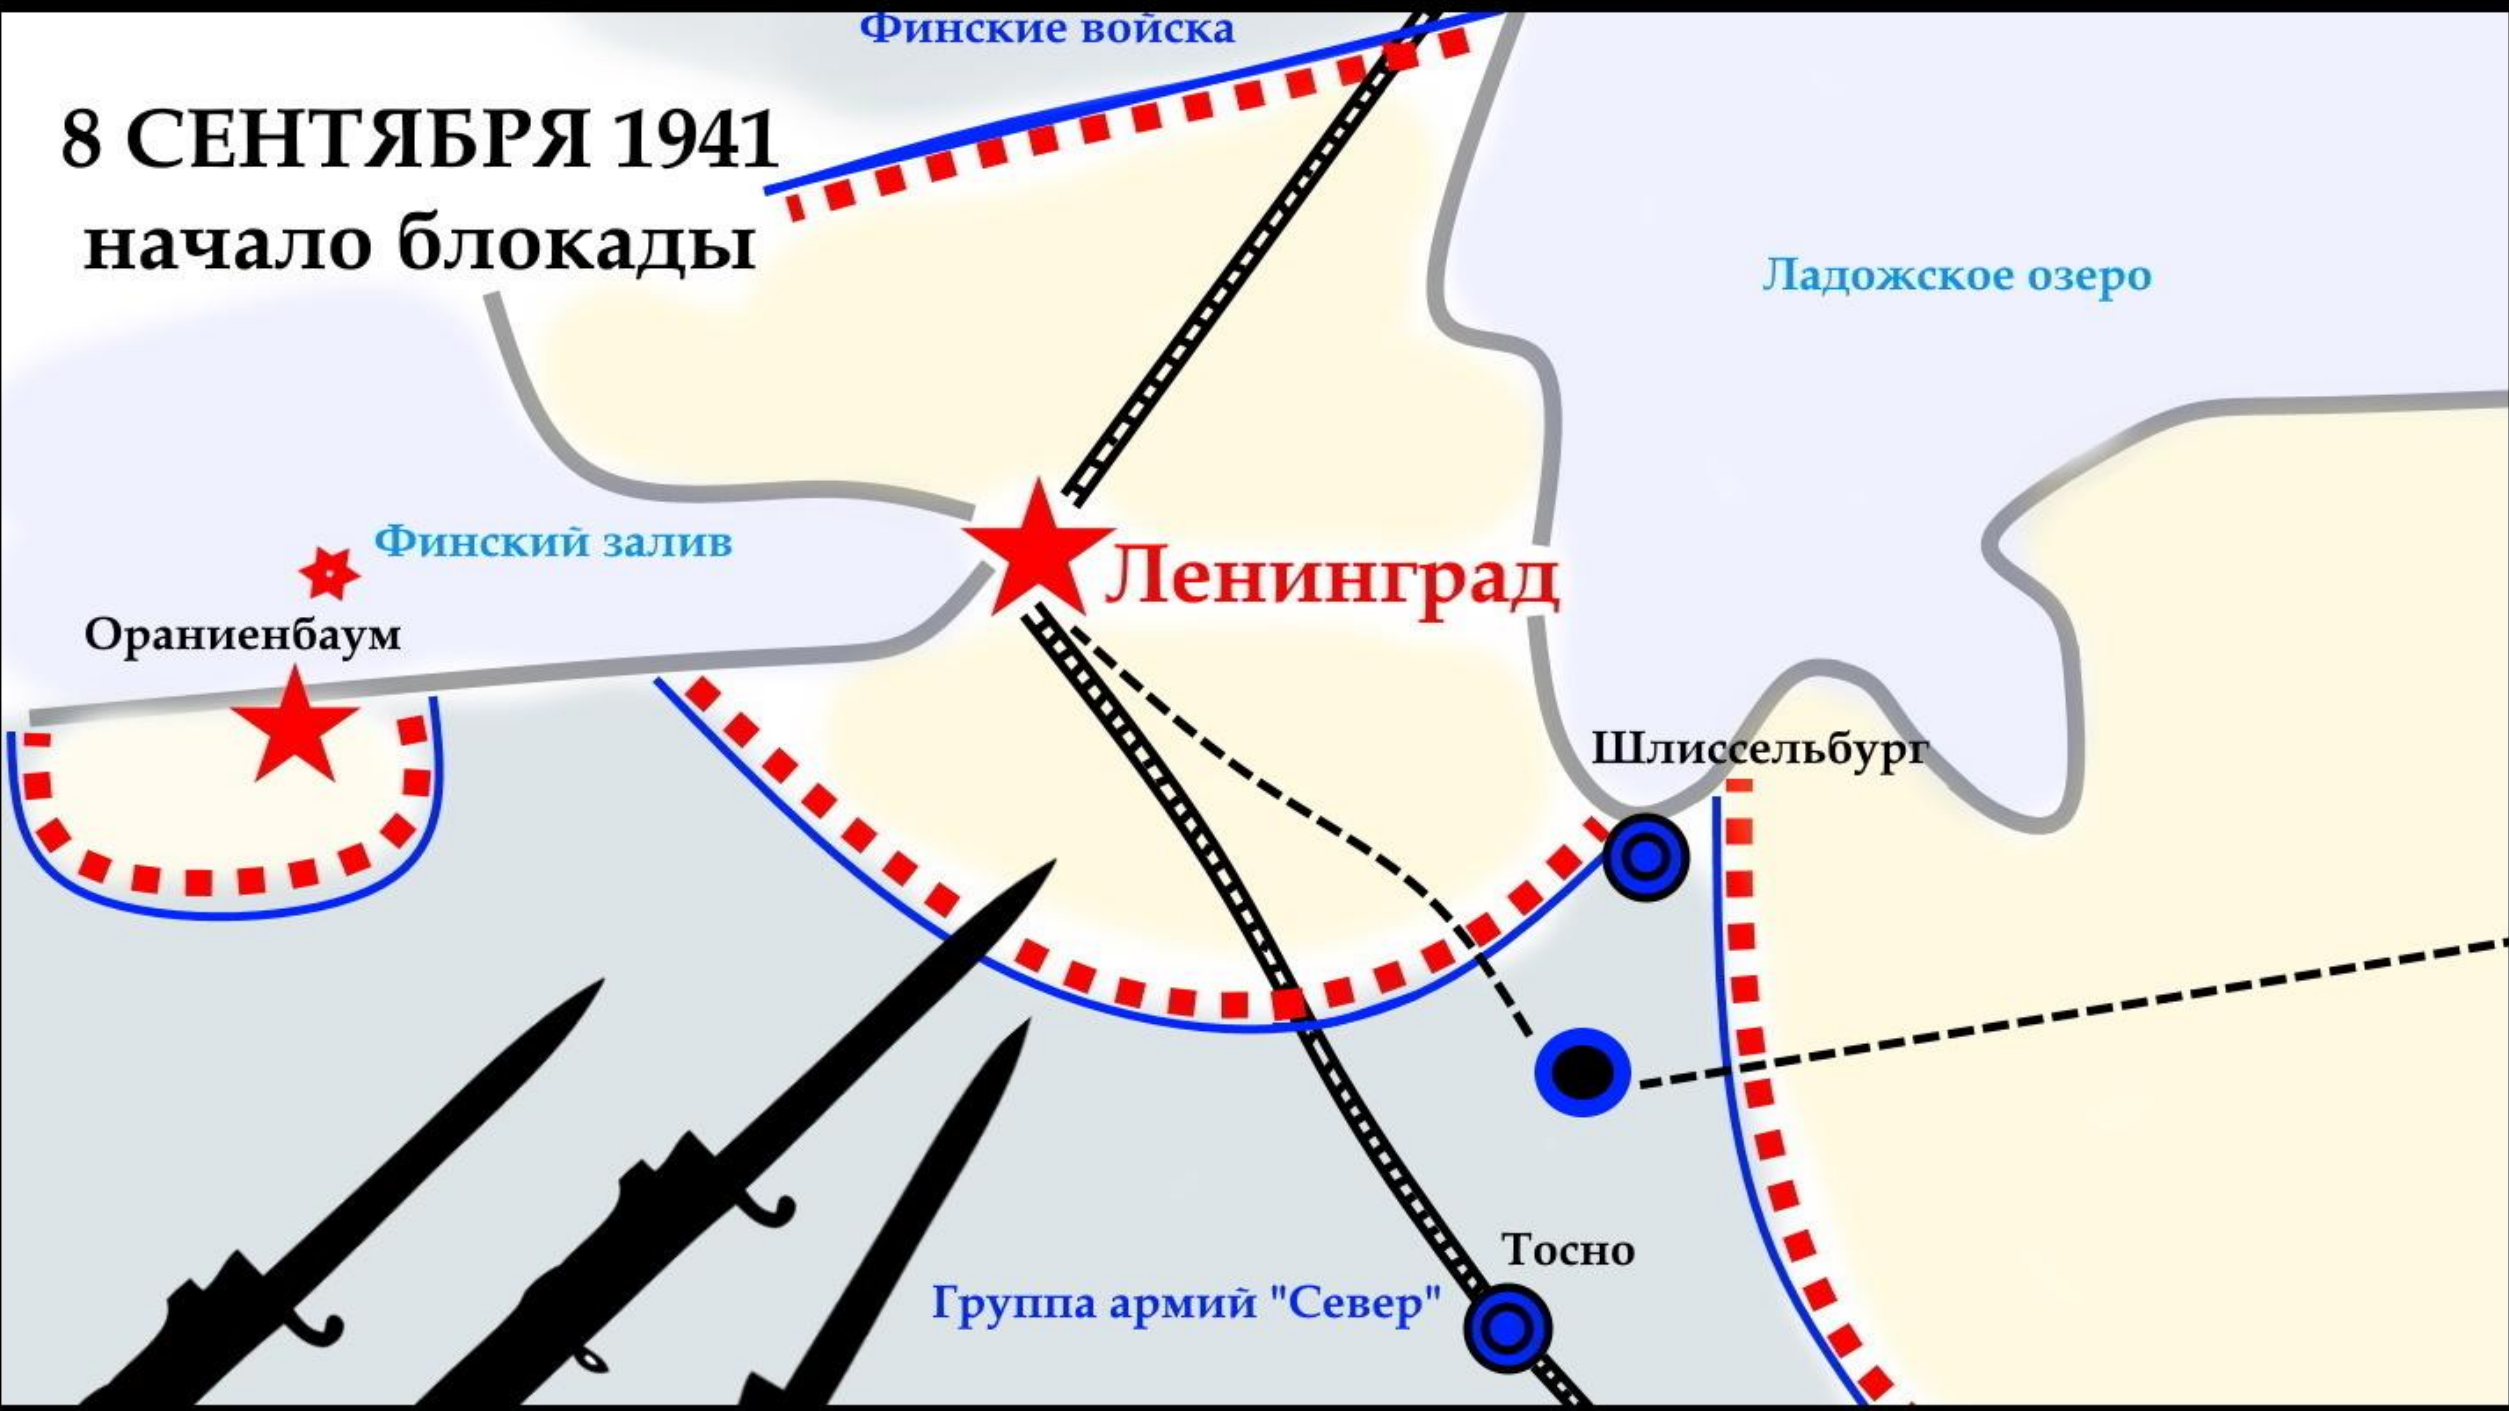 Финские войска
8 СЕНТЯБРЯ 1941
начало блокады
Ладожское озеро
Финский залив
Ленинград
Ораниенбаум
Шлиссельбург
Тосно
Группа армий "Север"